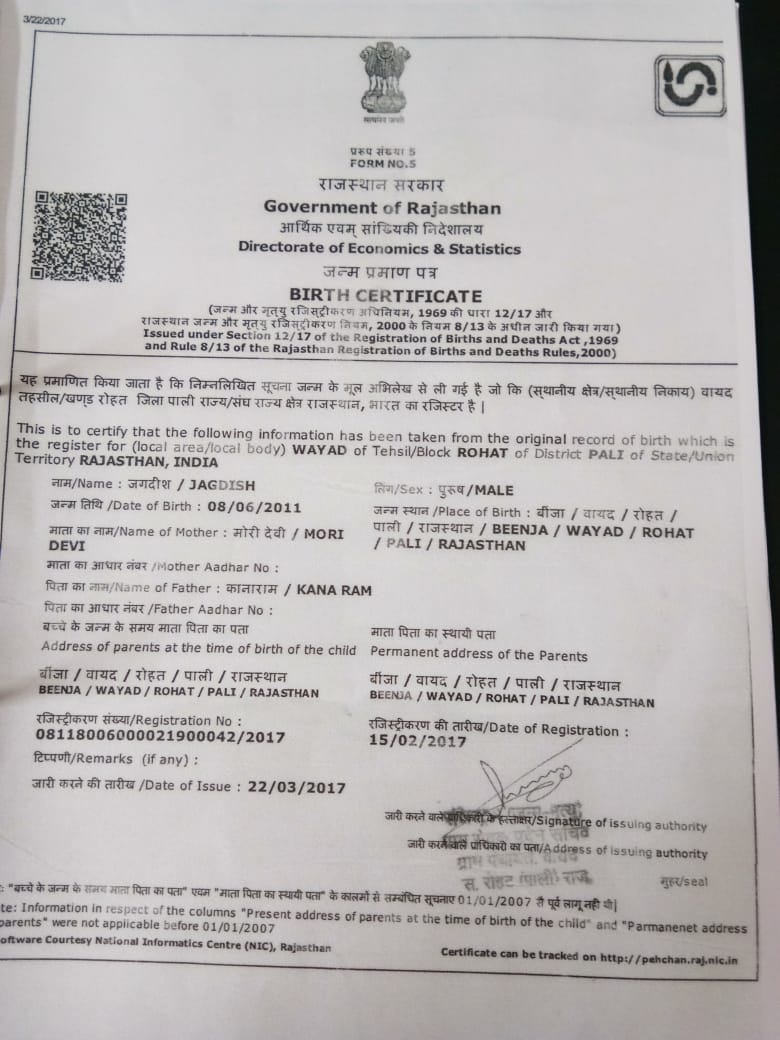 3/22/2017
सत्यमेव जयते
प्ररुप संख्या 5
FORM NO.5
राजस्थान सरकार
Government of Rajasthan
आर्थिक एवम् सांख्यिकी निदेशालय
Directorate of Economics & Statistics
जन्म प्रमाण पत्र
BIRTH CERTIFICATE
(जन्म और मृत्यु रजिस्ट्रीकरण अधिनियम, 1969 की धारा 12/17 और
राजस्थान जन्म और मृत्यु रजिस्ट्रीकरण नियम, 2000 के नियम 8/13 के अधीन जारी किया गया)
Issued under Section 12/17 of the Registration of Births and Deaths Act ,1969
and Rule 8/13 of the Rajasthan Registration of Births and Deaths Rules,2000)
यह प्रमाणित किया जाता है कि निम्नलिखित सूचना जन्म के मूल अभिलेख से ली गई है जो कि (स्थानीय क्षेत्र/स्थानीय निकाय) वायद
तहसील/खण्ड रोहत जिला पाली राज्य/संघ राज्य क्षेत्र राजस्थान, भारत का रजिस्टर है |
This is to certify that the following information has been taken from the original record of birth which is
the register for (local area/local body) WAYAD of Tehsil/Block ROHAT of District PALI of State/Union
Territory RAJASTHAN, INDIA
नाम/Name : जगदीश / JAGDISH
लिंग/Sex : पुरूष/MALE
जन्म तिथि /Date of Birth : 08/06/2011
जन्म स्थान /Place of Birth : बींजा / वायद / रोहत /
पाली / राजस्थान / BEENJA / WAYAD / ROHAT
/ PALI / RAJASTHAN
माता का नाम/Name of Mother : मोरी देवी / MORI
DEVI
माता का आधार नंबर /Mother Aadhar No :
पिता का नाम/Name of Father : कानाराम / KANA RAM
पिता का आधार नंबर /Father Aadhar No :
बच्चे के जन्म के समय माता पिता का पता
Address of parents at the time of birth of the child
माता पिता का स्थायी पता
Permanent address of the Parents
बींजा / वायद / रोहत / पाली / राजस्थान
BEENJA / WAYAD / ROHAT / PALI / RAJASTHAN
बींजा / वायद / रोहत / पाली / राजस्थान
BEENJA / WAYAD / ROHAT / PALI / RAJASTHAN
रजिस्ट्रीकरण संख्या/Registration No :
08118006000021900042/2017
रजिस्ट्रीकरण की तारीख/Date of Registration :
15/02/2017
टिप्पणी/Remarks (if any) :
जारी करने की तारीख /Date of Issue : 22/03/2017
जारी करने वाले प्राधिकारी के हस्ताक्षर/Signature of issuing authority
जारी करने वाले प्राधिकारी का पता/Address of issuing authority
स. रोहट (पाली) राज.
मुहर/seal
: "बच्चे के जन्म के समय माता पिता का पता" एवम "माता पिता का स्थायी पता" के कालमों से सम्बंधित सूचनाए 01/01/2007 से पूर्व लागू नही थी|
te: Information in respect of the columns "Present address of parents at the time of birth of the child" and "Parmanenet address
parents" were not applicable before 01/01/2007
oftware Courtesy National Informatics Centre (NIC), Rajasthan
Certificate can be tracked on http://pehchan.raj.nic.in